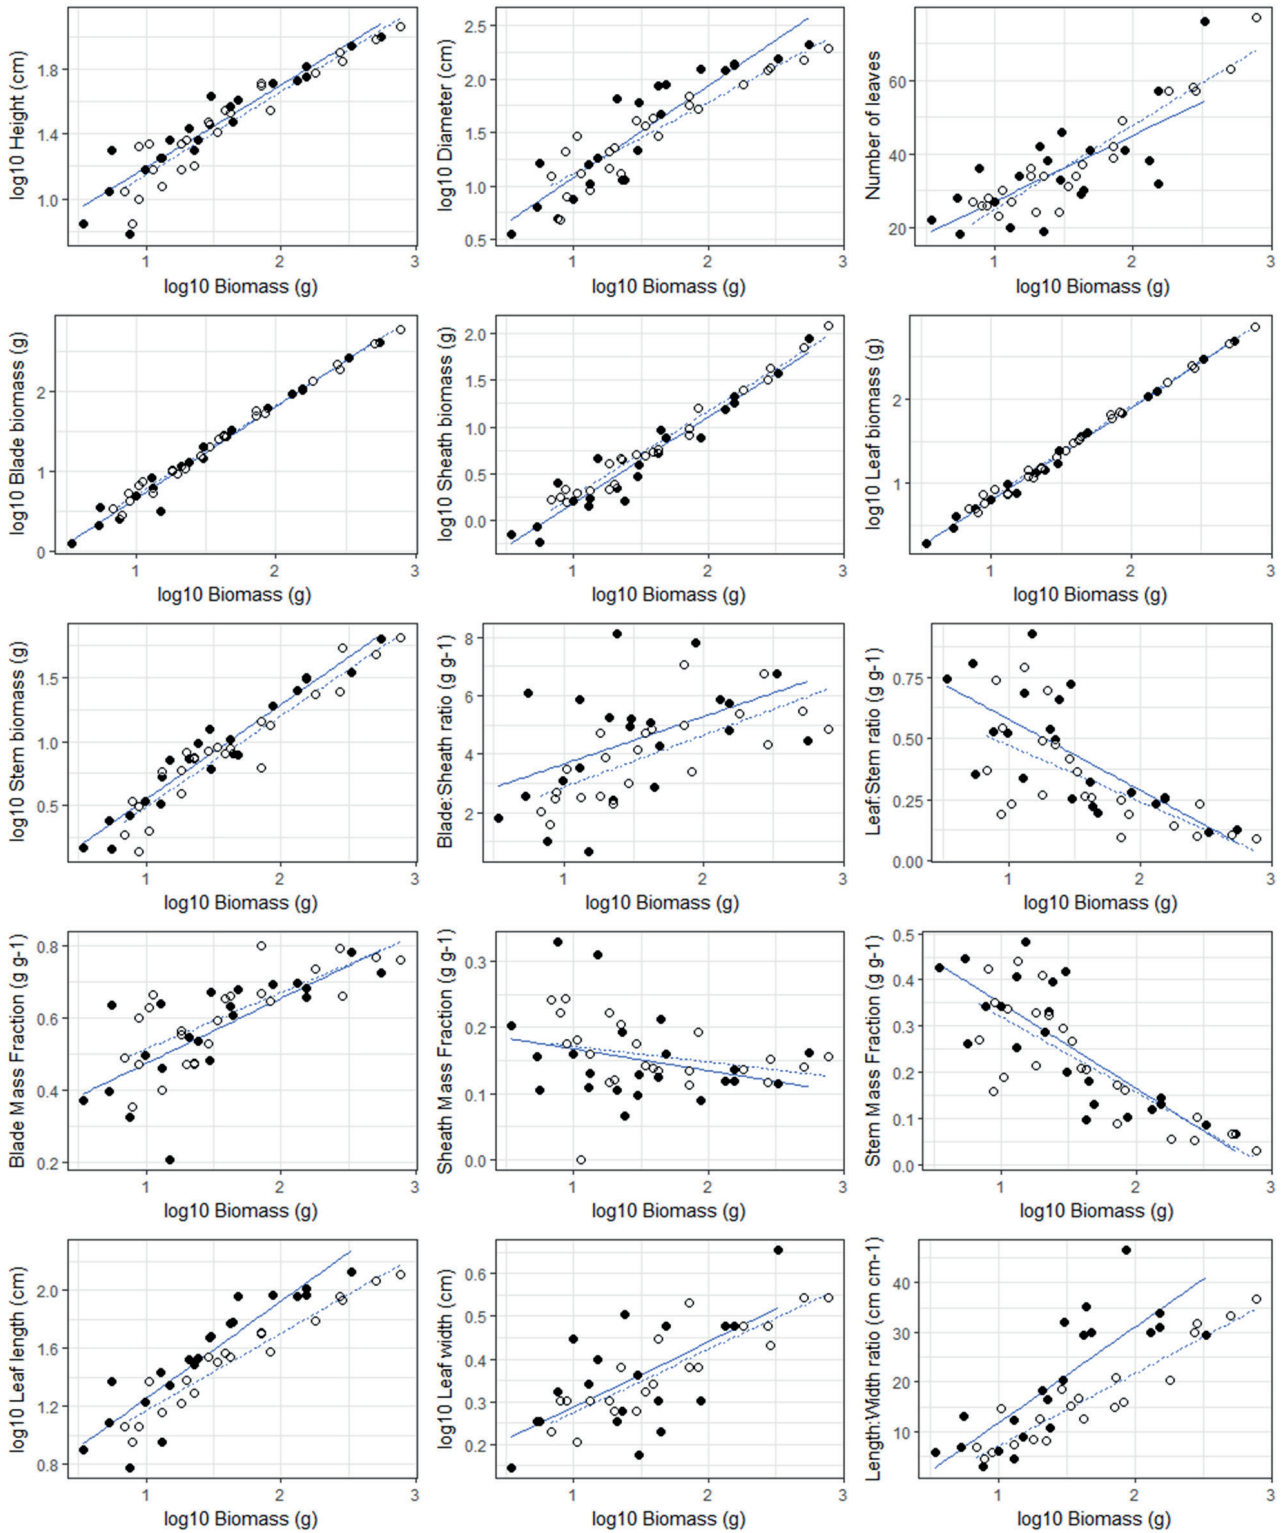 log10 Height (cm)
1.8
1.4
1.0
1 2 3
log10 Biomass (g)
log10 Diameter (cm)
2.5
2.0
1.5
1.0
0.5
1 2 3
log10 Biomass (g)
Number of leaves
60
40
20
1 2 3
log10 Biomass (g)
log10 Blade biomass (g)
2
1
0
1 2 3
log10 Biomass (g)
log10 Sheath biomass (g)
2.0
1.5
1.0
0.5
0.0
1 2 3
log10 Biomass (g)
log10 Leaf biomass (g)
2
1
1 2 3
log10 Biomass (g)
log10 Stem biomass (g)
1.5
1.0
0.5
1 2 3
log10 Biomass (g)
Blade:Sheath ratio (g g-1)
8
6
4
2
1 2 3
log10 Biomass (g)
Leaf:Stem ratio (g g-1)
0.75
0.50
0.25
0.00
1 2 3
log10 Biomass (g)
Blade Mass Fraction (g g-1)
0.8
0.6
0.4
0.2
1 2 3
log10 Biomass (g)
Sheath Mass Fraction (g g-1)
0.3
0.2
0.1
0.0
1 2 3
log10 Biomass (g)
Stem Mass Fraction (g g-1)
0.5
0.4
0.3
0.2
0.1
0.0
1 2 3
log10 Biomass (g)
log10 Leaf length (cm)
2.0
1.6
1.2
0.8
1 2 3
log10 Biomass (g)
log10 Leaf width (cm)
0.6
0.5
0.4
0.3
0.2
1 2 3
log10 Biomass (g)
Length:Width ratio (cm cm-1)
40
30
20
10
1 2 3
log10 Biomass (g)